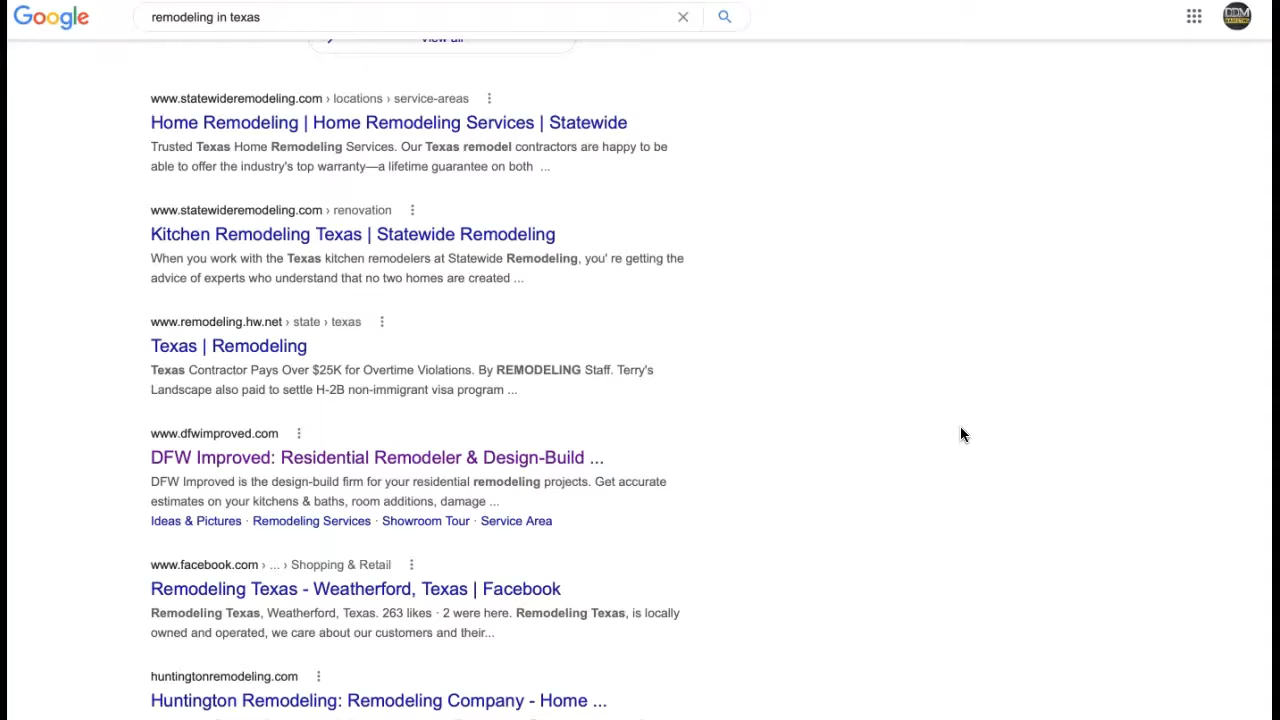 Google
remodeling in texas
View all
www.statewideremodeling.com › locations › service-areas
Home Remodeling | Home Remodeling Services | Statewide
Trusted Texas Home Remodeling Services. Our Texas remodel contractors are happy to be
able to offer the industry's top warranty—a lifetime guarantee on both ...
www.statewideremodeling.com › renovation
Kitchen Remodeling Texas | Statewide Remodeling
When you work with the Texas kitchen remodelers at Statewide Remodeling, you' re getting the
advice of experts who understand that no two homes are created ...
www.remodeling.hw.net › state › texas
Texas | Remodeling
Texas Contractor Pays Over $25K for Overtime Violations. By REMODELING Staff. Terry's
Landscape also paid to settle H-2B non-immigrant visa program ...
www.dfwimproved.com
DFW Improved: Residential Remodeler & Design-Build ...
DFW Improved is the design-build firm for your residential remodeling projects. Get accurate
estimates on your kitchens & baths, room additions, damage ...
Ideas & Pictures · Remodeling Services · Showroom Tour · Service Area
www.facebook.com › ... › Shopping & Retail
Remodeling Texas - Weatherford, Texas | Facebook
Remodeling Texas, Weatherford, Texas. 263 likes · 2 were here. Remodeling Texas, is locally
owned and operated, we care about our customers and their...
huntingtonremodeling.com
Huntington Remodeling: Remodeling Company - Home ...